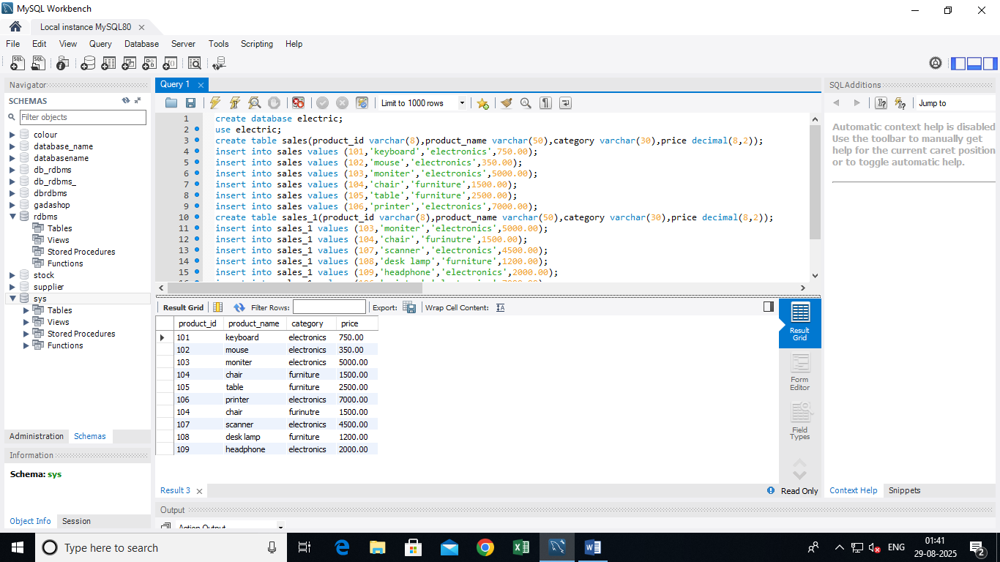 MySQL Workbench
Local instance MySQL80
File Edit View Query Database Server Tools Scripting Help
Navigator
SCHEMAS
Filter objects
colour
database_name
databasename
db_rdbms
db_rdbms_
dbrdbms
gadashop
rdbms
Tables
Views
Stored Procedures
Functions
stock
supplier
sys
Tables
Views
Stored Procedures
Functions
Administration Schemas
Information
Schema: sys
Object Info Session
Query 1
Limit to 1000 rows
1 create database electric;
2 use electric;
3 create table sales(product_id varchar(8),product_name varchar(50),category varchar(30),price decimal(8,2));
4 insert into sales values (101,'keyboard','electronics',750.00);
5 insert into sales values (102,'mouse','electronics',350.00);
6 insert into sales values (103,'moniter','electronics',5000.00);
7 insert into sales values (104,'chair','furniture',1500.00);
8 insert into sales values (105,'table','furniture',2500.00);
9 insert into sales values (106,'printer','electronics',7000.00);
10 create table sales_1(product_id varchar(8),product_name varchar(50),category varchar(30),price decimal(8,2));
11 insert into sales_1 values (103,'moniter','electronics',5000.00);
12 insert into sales_1 values (104,'chair','furinutre',1500.00);
13 insert into sales_1 values (107,'scanner','electronics',4500.00);
14 insert into sales_1 values (108,'desk lamp','furniture',1200.00);
15 insert into sales_1 values (109,'headphone','electronics',2000.00);
Result Grid Filter Rows: Export: Wrap Cell Content:
product_id product_name category price
101 keyboard electronics 750.00
102 mouse electronics 350.00
103 moniter electronics 5000.00
104 chair furniture 1500.00
105 table furniture 2500.00
106 printer electronics 7000.00
104 chair furinutre 1500.00
107 scanner electronics 4500.00
108 desk lamp furniture 1200.00
109 headphone electronics 2000.00
Result Grid
Form Editor
Field Types
Result 3
Read Only
Output
Action Output
SQLAdditions
Jump to
Automatic context help is disabled
Use the toolbar to manually get
help for the current caret position
or to toggle automatic help.
Context Help Snippets
Type here to search
ENG
01:41
29-08-2025
2